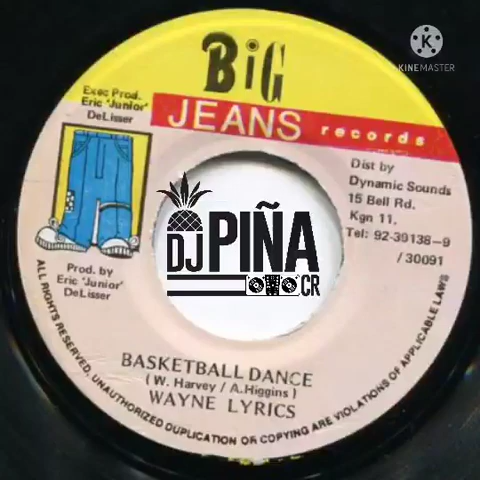 KINEMASTER
BiG
JEANS records
Exec Prod.
Eric 'Junior'
DeLisser
Dist by
Dynamic Sounds
15 Bell Rd.
Kgn 11.
Tel: 92-39138-9
/ 30091
DJ PIÑA
CR
Prod. by
Eric 'Junior'
DeLisser
BASKETBALL DANCE
( W. Harvey / A. Higgins )
WAYNE LYRICS
ALL RIGHTS RESERVED, UNAUTHORIZED DUPLICATION OR COPYING ARE VIOLATIONS OF APPLICABLE LAWS